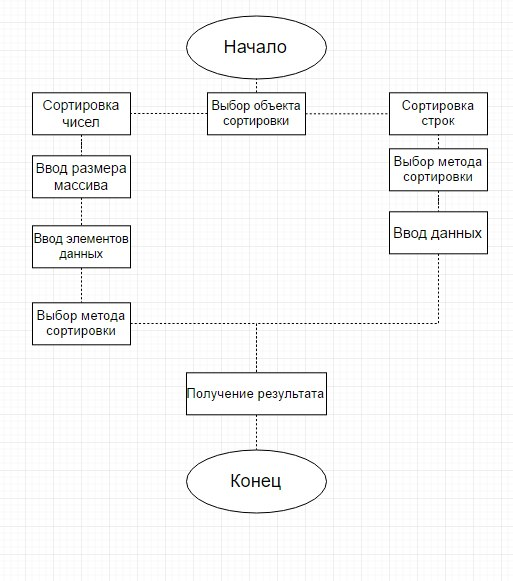 Начало
Выбор объекта
сортировки
Сортировка
чисел
Ввод размера
массива
Ввод элементов
данных
Выбор метода
сортировки
Сортировка
строк
Выбор метода
сортировки
Ввод данных
Получение результата
Конец